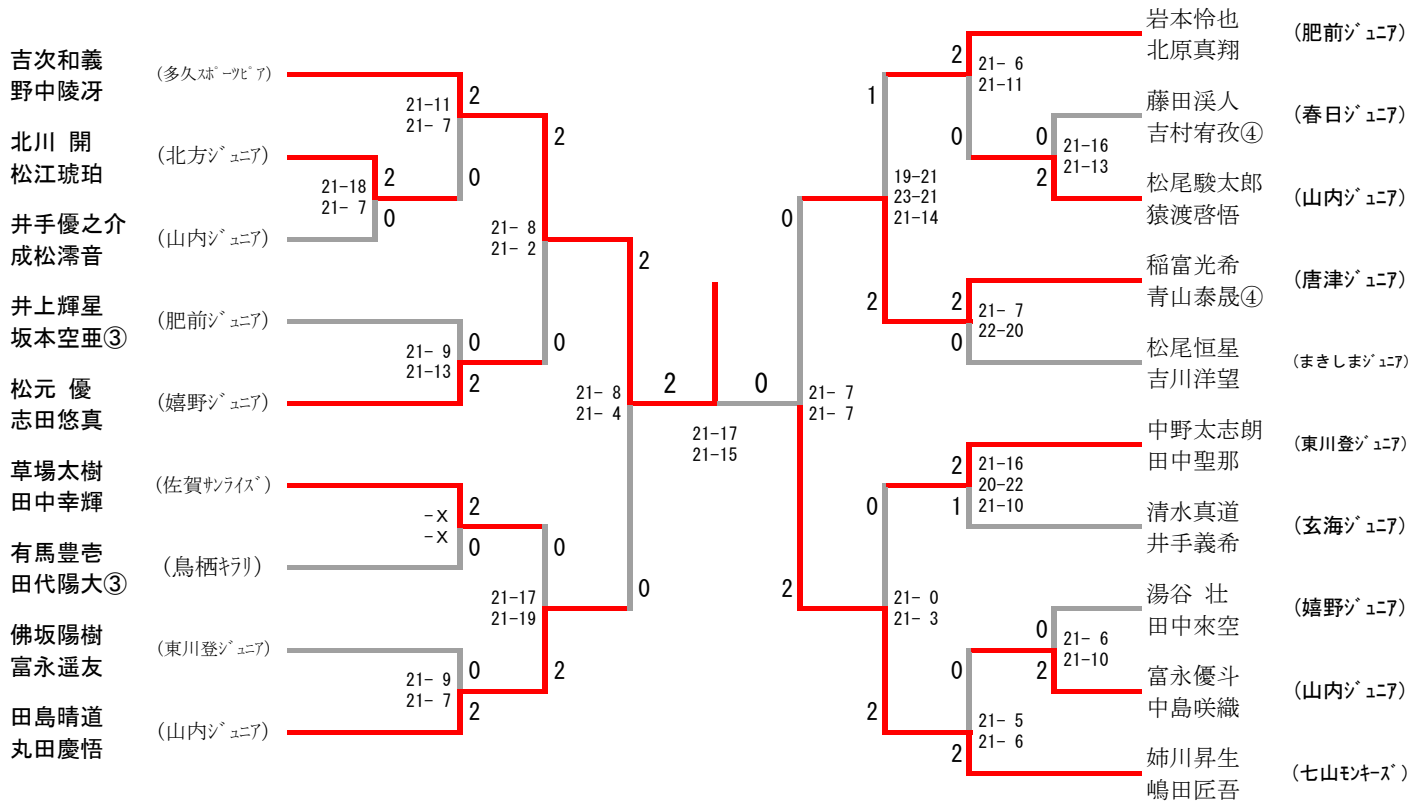 吉次和義
野中陵冴
(多久ｽﾎﾟｰﾂﾋﾟｱ)
21-11
21- 7
2
0
北川 開
松江琥珀
(北方ｼﾞｭﾆｱ)
21-18
21- 7
2
0
井手優之介
成松澪音
(山内ｼﾞｭﾆｱ)
2
21- 8
21- 2
0
井上輝星
坂本空亜③
(肥前ｼﾞｭﾆｱ)
21- 9
21-13
0
2
松元 優
志田悠真
(嬉野ｼﾞｭﾆｱ)
2
21- 8
21- 4
0
草場太樹
田中幸輝
(佐賀ｻﾝﾗｲｽﾞ)
-X
-X
2
0
有馬豊壱
田代陽大③
(鳥栖ｷﾗﾘ)
0
21-17
21-19
2
佛坂陽樹
富永遥友
(東川登ｼﾞｭﾆｱ)
21- 9
21- 7
0
2
田島晴道
丸田慶悟
(山内ｼﾞｭﾆｱ)
2
0
21-17
21-15
岩本怜也
北原真翔
(肥前ｼﾞｭﾆｱ)
2
21- 6
21-11
0
藤田渓人
吉村宥孜④
(春日ｼﾞｭﾆｱ)
0
21-16
21-13
2
松尾駿太郎
猿渡啓悟
(山内ｼﾞｭﾆｱ)
1
19-21
23-21
21-14
2
稲富光希
青山泰晟④
(唐津ｼﾞｭﾆｱ)
2
21- 7
22-20
0
松尾恒星
吉川洋望
(まきしまｼﾞｭﾆｱ)
0
21- 7
21- 7
2
中野太志朗
田中聖那
(東川登ｼﾞｭﾆｱ)
2
21-16
20-22
21-10
1
清水真道
井手義希
(玄海ｼﾞｭﾆｱ)
0
21- 0
21- 3
2
湯谷 壮
田中來空
(嬉野ｼﾞｭﾆｱ)
0
21- 6
21-10
2
富永優斗
中島咲織
(山内ｼﾞｭﾆｱ)
0
21- 5
21- 6
2
姉川昇生
嶋田匠吾
(七山ﾓﾝｷｰｽﾞ)